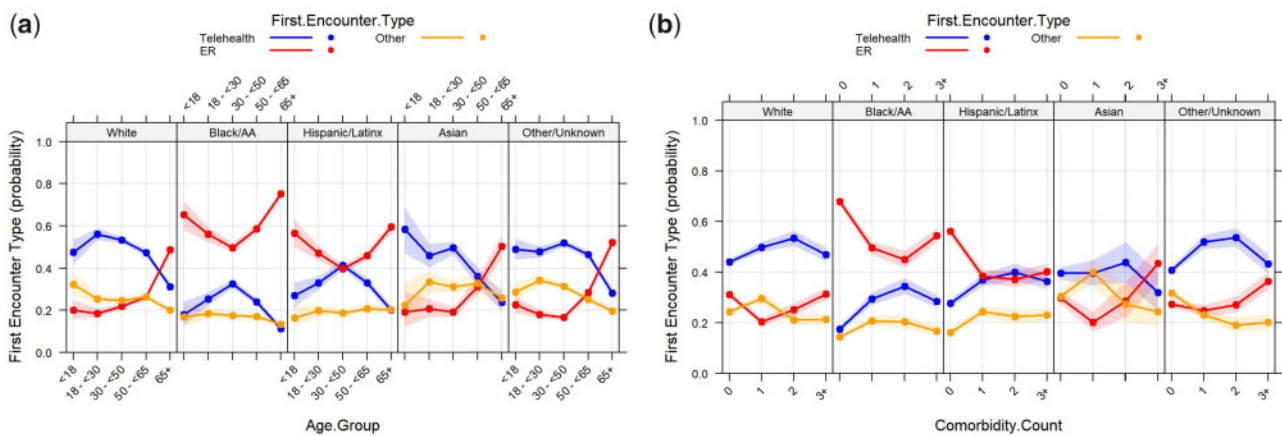 (a)
First.Encounter.Type
Telehealth
Other
ER
<18
18 - <30
30 - <50
50 - <65
65+
<18
18 - <30
30 - <50
50 - <65
65+
White
Black/AA
Hispanic/Latinx
Asian
Other/Unknown
First Encounter Type (probability)
1.0
0.8
0.6
0.4
0.2
0.0
<18
18 - <30
30 - <50
50 - <65
65+
<18
18 - <30
30 - <50
50 - <65
65+
<18
18 - <30
30 - <50
50 - <65
65+
Age.Group
(b)
First.Encounter.Type
Telehealth
Other
ER
0
1
2
3+
0
1
2
3+
White
Black/AA
Hispanic/Latinx
Asian
Other/Unknown
First Encounter Type (probability)
1.0
0.8
0.6
0.4
0.2
0.0
0
1
2
3+
0
1
2
3+
0
1
2
3+
Comorbidity.Count